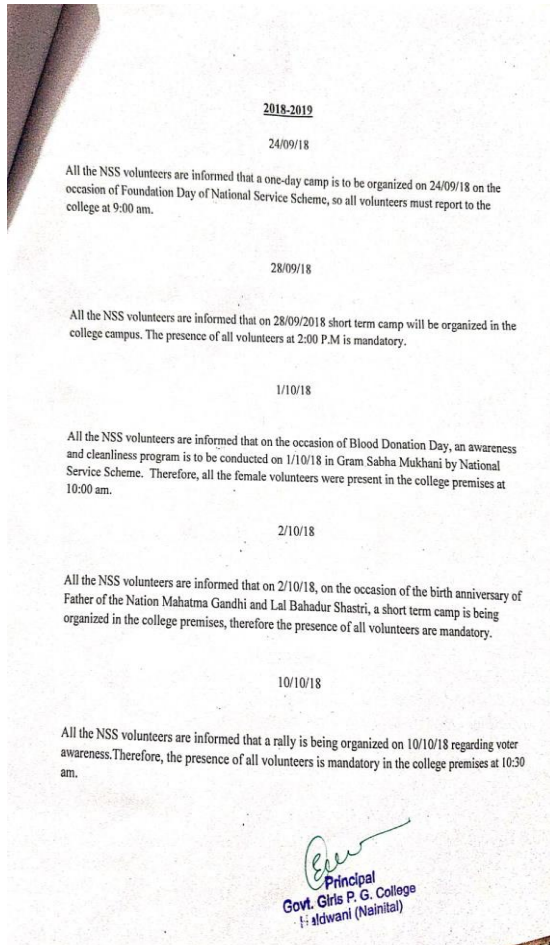 2018-2019
24/09/18
All the NSS volunteers are informed that a one-day camp is to be organized on 24/09/18 on the
occasion of Foundation Day of National Service Scheme, so all volunteers must report to the
college at 9:00 am.
28/09/18
All the NSS volunteers are informed that on 28/09/2018 short term camp will be organized in the
college campus. The presence of all volunteers at 2:00 P.M is mandatory.
1/10/18
All the NSS volunteers are informed that on the occasion of Blood Donation Day, an awareness
and cleanliness program is to be conducted on 1/10/18 in Gram Sabha Mukhani by National
Service Scheme. Therefore, all the female volunteers were present in the college premises at
10:00 am.
2/10/18
All the NSS volunteers are informed that on 2/10/18, on the occasion of the birth anniversary of
Father of the Nation Mahatma Gandhi and Lal Bahadur Shastri, a short term camp is being
organized in the college premises, therefore the presence of all volunteers are mandatory.
10/10/18
All the NSS volunteers are informed that a rally is being organized on 10/10/18 regarding voter
awareness.Therefore, the presence of all volunteers is mandatory in the college premises at 10:30
am.
Principal
Govt. Girls P. G. College
Haldwani (Nainital)